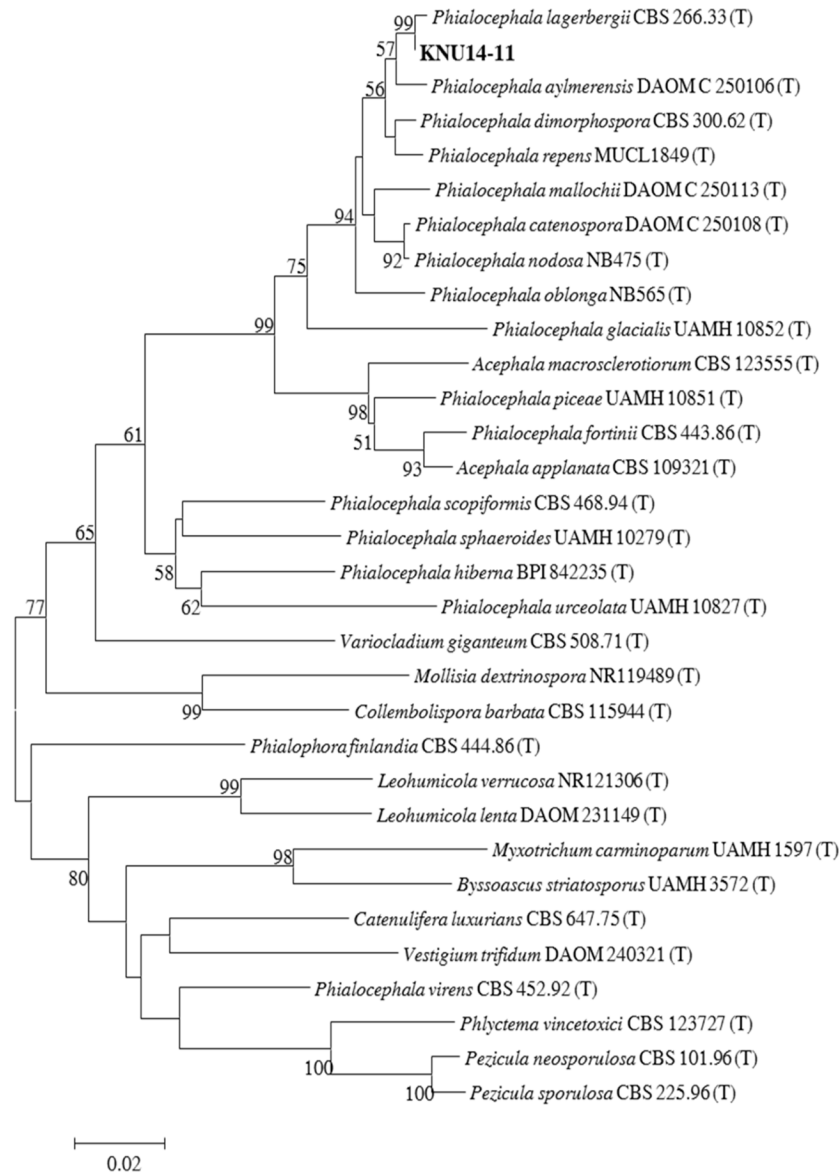 99
Phialocephala lagerbergii CBS 266.33 (T)
KNU14-11
57
Phialocephala aylmerensis DAOM C 250106 (T)
56
Phialocephala dimorphospora CBS 300.62 (T)
Phialocephala repens MUCL1849 (T)
Phialocephala mallochii DAOM C 250113 (T)
94
Phialocephala catenospora DAOM C 250108 (T)
92
Phialocephala nodosa NB475 (T)
75
Phialocephala oblonga NB565 (T)
99
Phialocephala glacialis UAMH 10852 (T)
Acephala macrosclerotiorum CBS 123555 (T)
98
Phialocephala piceae UAMH 10851 (T)
51
Phialocephala fortinii CBS 443.86 (T)
93
Acephala applanata CBS 109321 (T)
61
Phialocephala scopiformis CBS 468.94 (T)
Phialocephala sphaeroides UAMH 10279 (T)
65
58
Phialocephala hiberna BPI 842235 (T)
62
Phialocephala urceolata UAMH 10827 (T)
77
Variocladium giganteum CBS 508.71 (T)
Mollisia dextrinospora NR119489 (T)
99
Collembolispora barbata CBS 115944 (T)
Phialophora finlandia CBS 444.86 (T)
99
Leohumicola verrucosa NR121306 (T)
Leohumicola lenta DAOM 231149 (T)
98
Myxotrichum carminoparum UAMH 1597 (T)
80
Byssoascus striatosporus UAMH 3572 (T)
Catenulifera luxurians CBS 647.75 (T)
Vestigium trifidum DAOM 240321 (T)
Phialocephala virens CBS 452.92 (T)
Phlyctema vincetoxici CBS 123727 (T)
100
Pezicula neosporulosa CBS 101.96 (T)
100
Pezicula sporulosa CBS 225.96 (T)
0.02